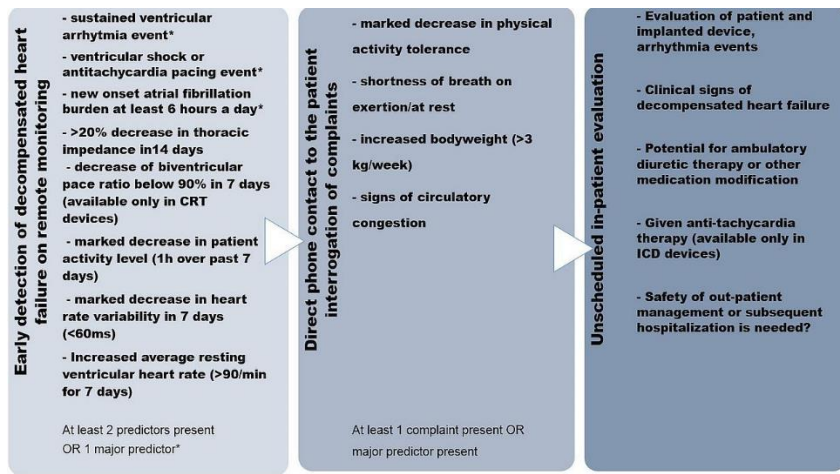 Early detection of decompensated heart
failure on remote monitoring
- sustained ventricular
arrhytmia event*
- ventricular shock or
antitachycardia pacing event*
- new onset atrial fibrillation
burden at least 6 hours a day*
- >20% decrease in thoracic
impedance in14 days
- decrease of biventricular
pace ratio below 90% in 7 days
(available only in CRT
devices)
- marked decrease in patient
activity level (1h over past 7
days)
- marked decrease in heart
rate variability in 7 days
(<60ms)
- Increased average resting
ventricular heart rate (>90/min
for 7 days)
At least 2 predictors present
OR 1 major predictor*
Direct phone contact to the patient
interrogation of complaints
- marked decrease in physical
activity tolerance
- shortness of breath on
exertion/at rest
- increased bodyweight (>3
kg/week)
- signs of circulatory
congestion
At least 1 complaint present OR
major predictor present
Unscheduled in-patient evaluation
- Evaluation of patient and
implanted device,
arrhythmia events
- Clinical signs of
decompensated heart failure
- Potential for ambulatory
diuretic therapy or other
medication modification
- Given anti-tachycardia
therapy (available only in
ICD devices)
- Safety of out-patient
management or subsequent
hospitalization is needed?